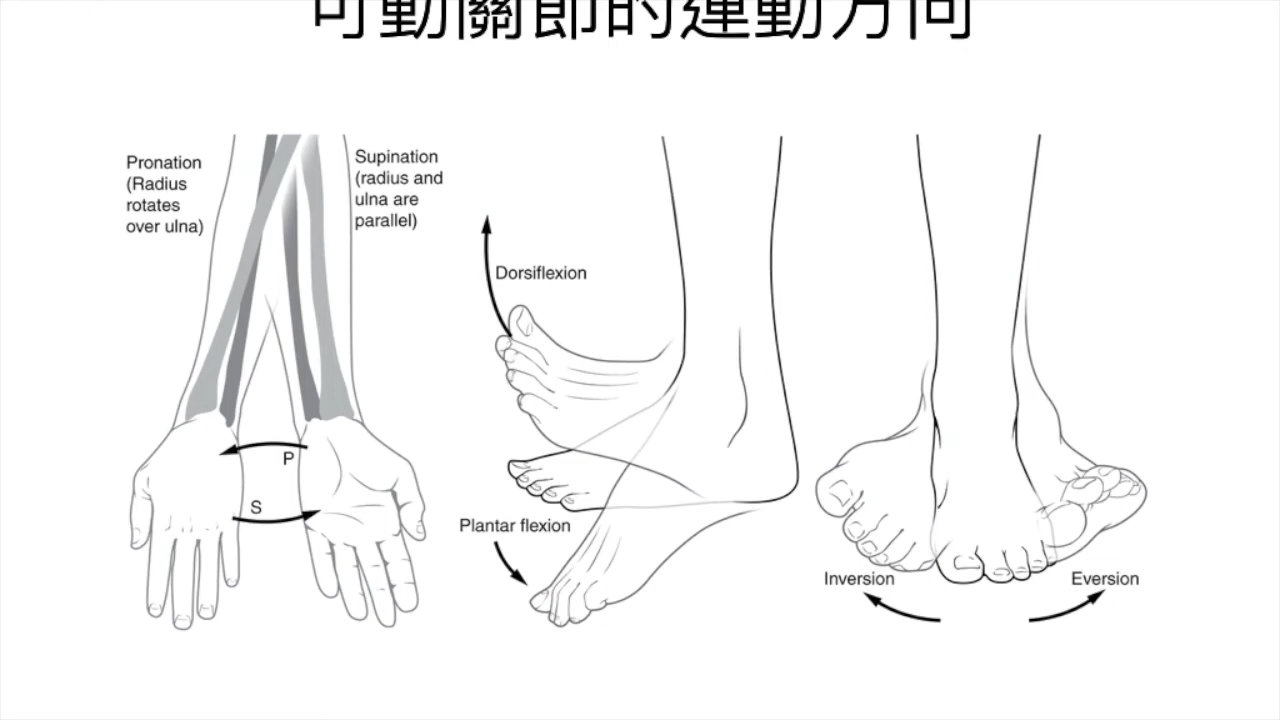 可動關節的運動方向
Pronation
(Radius
rotates
over ulna)
Supination
(radius and
ulna are
parallel)
Dorsiflexion
P
S
Plantar flexion
Inversion
Eversion